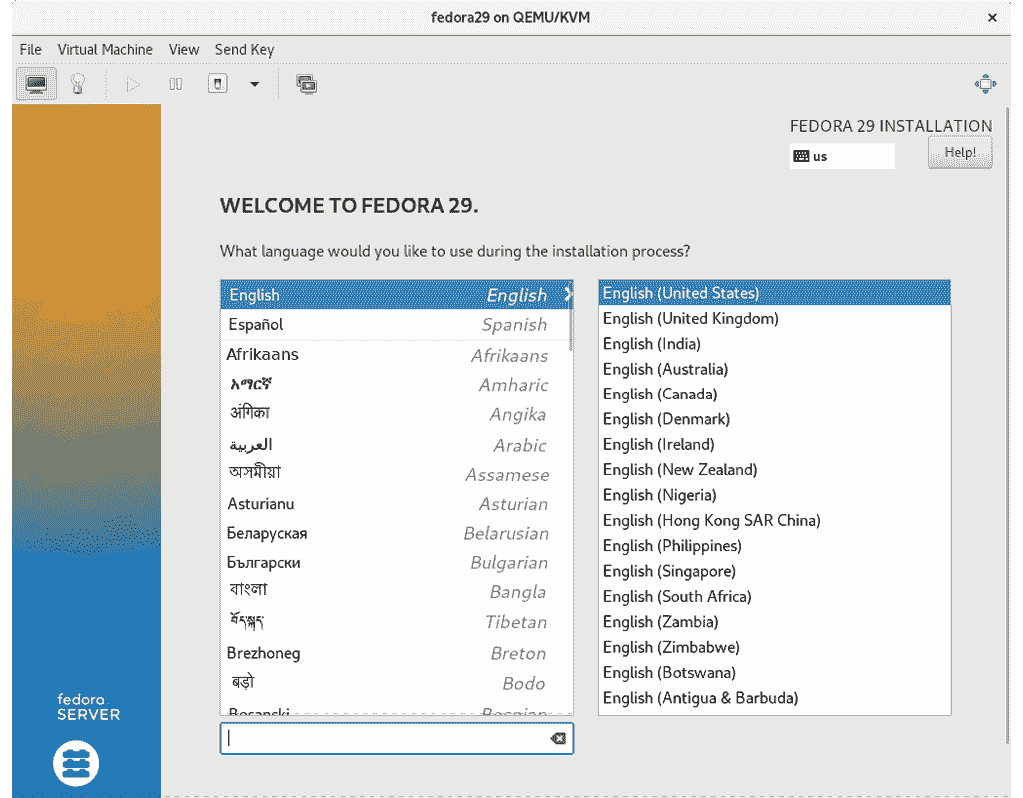 fedora29 on QEMU/KVM
File Virtual Machine View Send Key
FEDORA 29 INSTALLATION
us
Help!
WELCOME TO FEDORA 29.
What language would you like to use during the installation process?
English English
Español Spanish
Afrikaans Afrikaans
አማርኛ Amharic
अंगिका Angika
العربية Arabic
অসমীয়া Assamese
Asturianu Asturian
Беларуская Belarusian
Български Bulgarian
বাংলা Bangla
བོད་སྐད་ Tibetan
Brezhoneg Breton
बड़ो Bodo
Bosanski Bosnian
English (United States)
English (United Kingdom)
English (India)
English (Australia)
English (Canada)
English (Denmark)
English (Ireland)
English (New Zealand)
English (Nigeria)
English (Hong Kong SAR China)
English (Philippines)
English (Singapore)
English (South Africa)
English (Zambia)
English (Zimbabwe)
English (Botswana)
English (Antigua & Barbuda)
fedora
SERVER